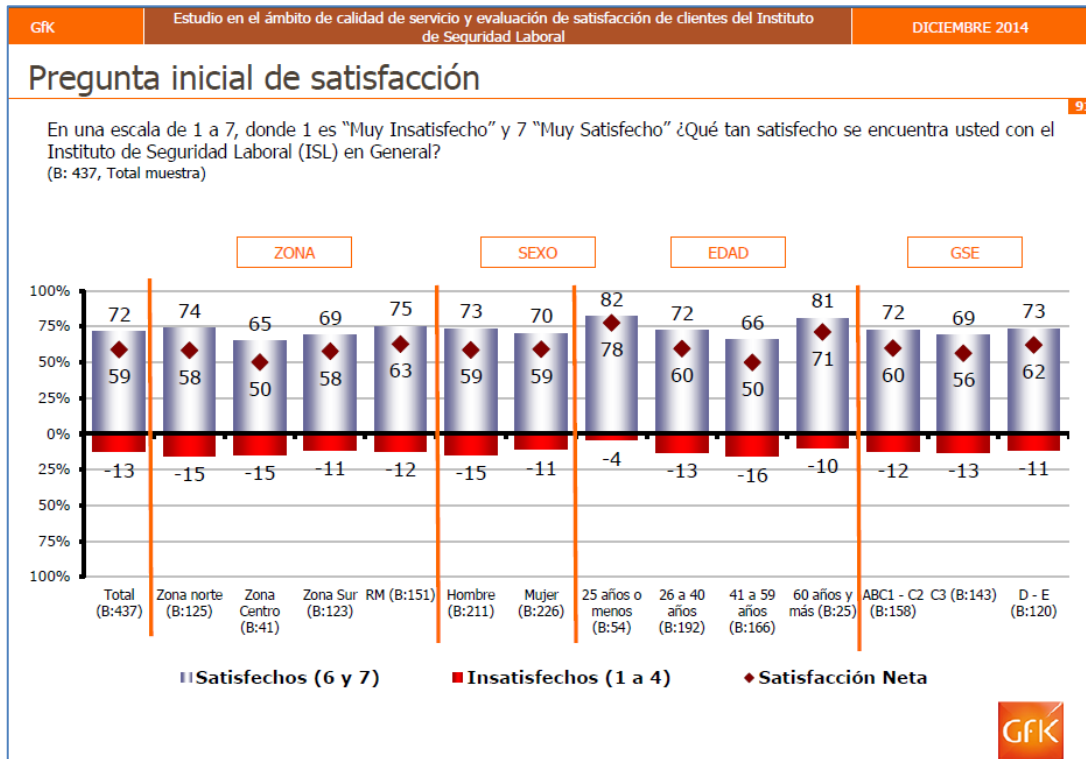 GfK
Estudio en el ámbito de calidad de servicio y evaluación de satisfacción de clientes del Instituto
de Seguridad Laboral
DICIEMBRE 2014
Pregunta inicial de satisfacción
En una escala de 1 a 7, donde 1 es “Muy Insatisfecho” y 7 “Muy Satisfecho” ¿Qué tan satisfecho se encuentra usted con el
Instituto de Seguridad Laboral (ISL) en General?
(B: 437, Total muestra)
ZONA SEXO EDAD GSE
100%
75%
50%
25%
0%
25%
50%
75%
100%
72 74 65 69 75 73 70 82 72 66 81 72 69 73
59 58 50 58 63 59 59 78 60 50 71 60 56 62
-13 -15 -15 -11 -12 -15 -11 -4 -13 -16 -10 -12 -13 -11
Total
(B:437)
Zona norte
(B:125)
Zona
Centro
(B:41)
Zona Sur
(B:123)
RM (B:151)
Hombre
(B:211)
Mujer
(B:226)
25 años o
menos
(B:54)
26 a 40
años
(B:192)
41 a 59
años
(B:166)
60 años y
más (B:25)
ABC1 - C2
(B:158)
C3 (B:143)
D - E
(B:120)
Satisfechos (6 y 7) Insatisfechos (1 a 4) Satisfacción Neta
GfK